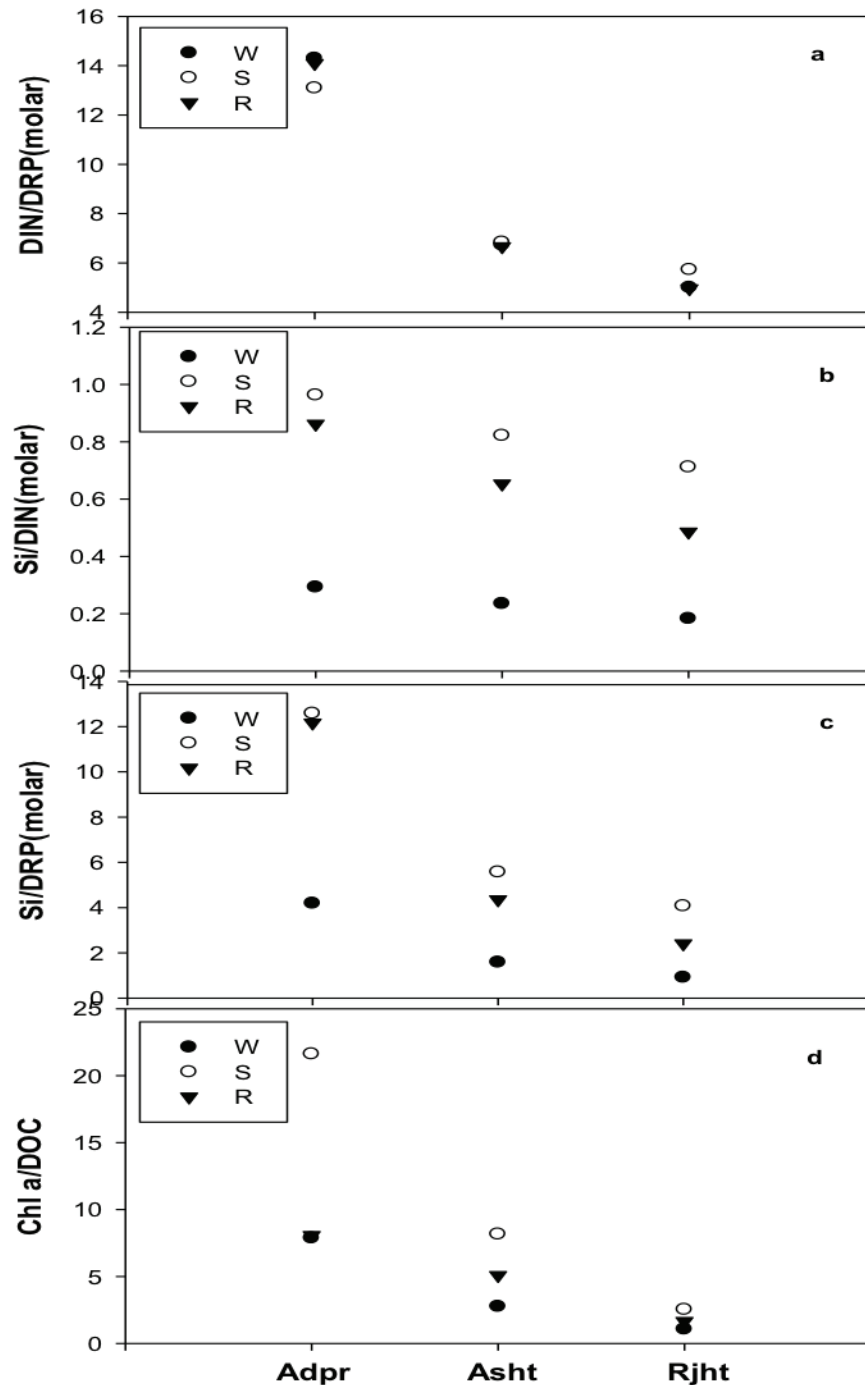 16
14
12
10
8
6
4
DIN/DRP(molar)
W
S
R
a
1.2
1.0
0.8
0.6
0.4
0.2
0.0
Si/DIN(molar)
W
S
R
b
14
12
10
8
6
4
2
0
Si/DRP(molar)
W
S
R
c
25
20
15
10
5
0
Chl a/DOC
W
S
R
d
Adpr Asht Rjht